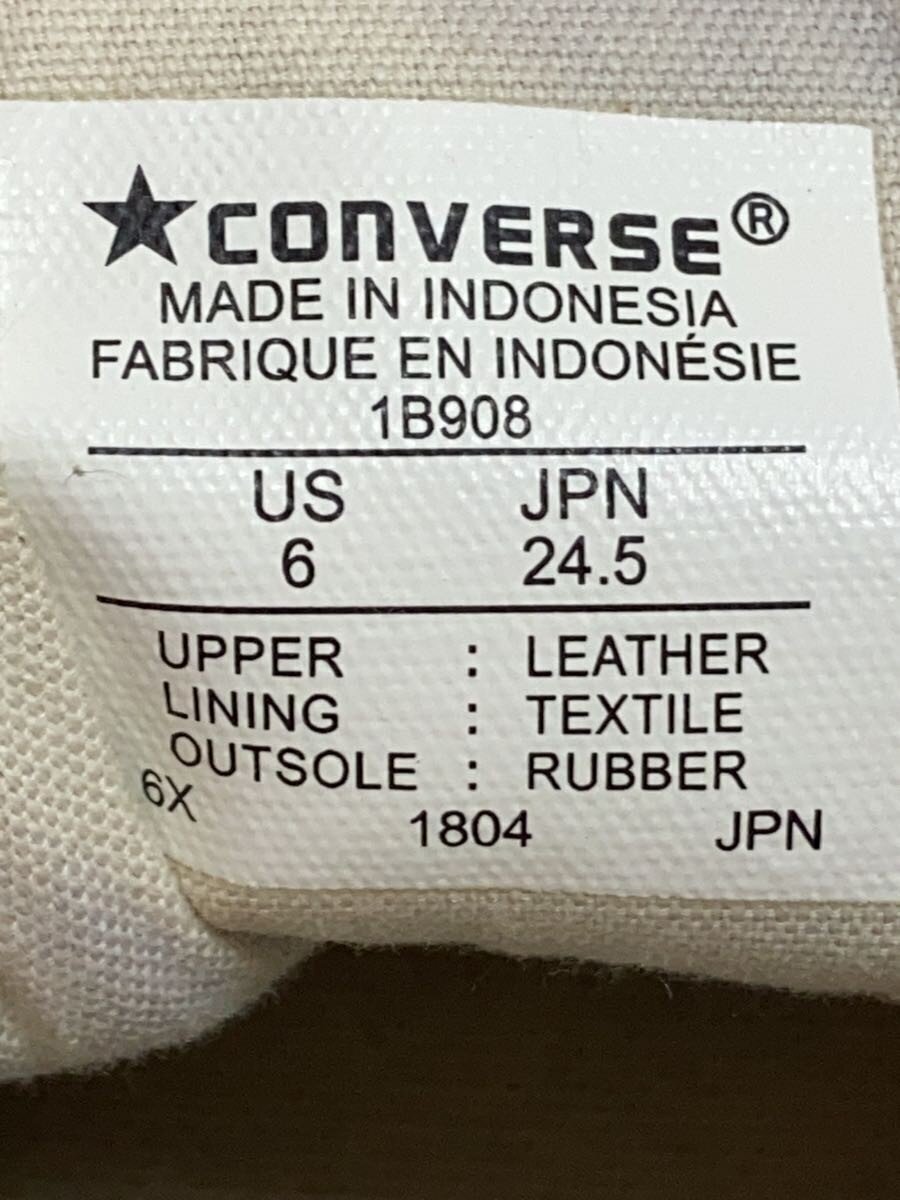 ★CONVERSE®
MADE IN INDONESIA
FABRIQUE EN INDONÉSIE
1B908
US JPN
6 24.5
UPPER : LEATHER
LINING : TEXTILE
OUTSOLE : RUBBER
6X 1804 JPN